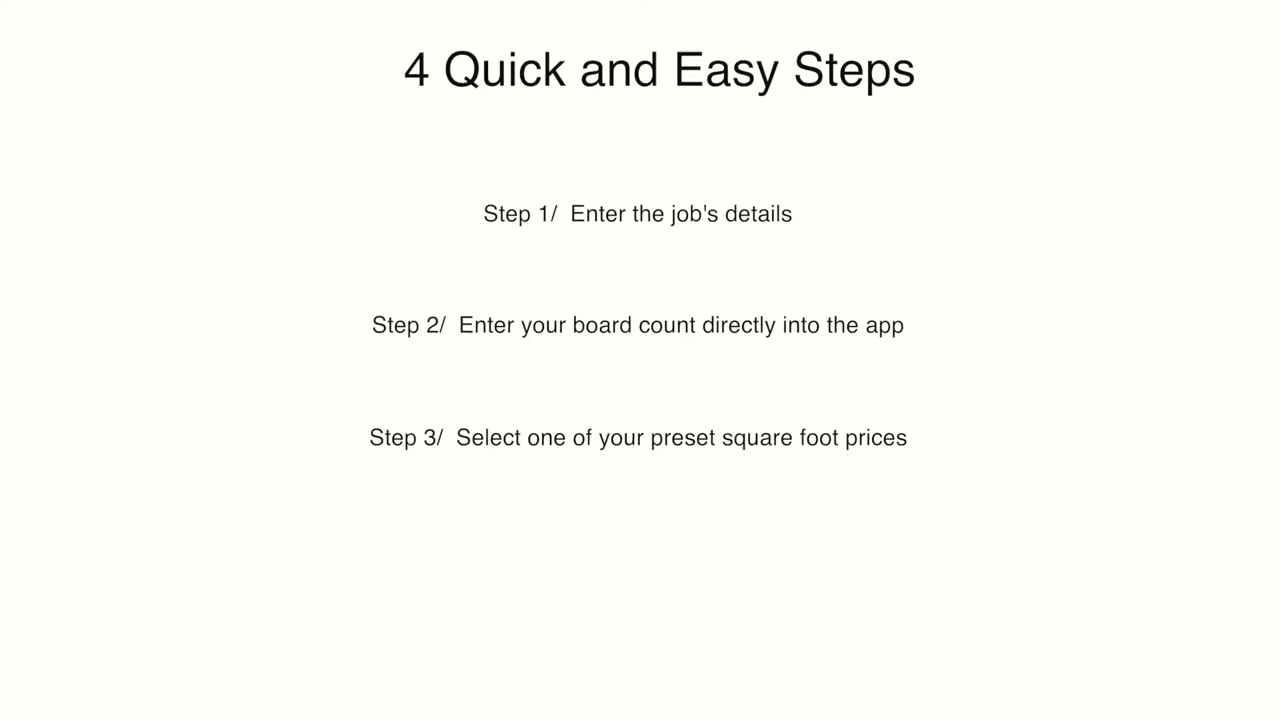 4 Quick and Easy Steps
Step 1/  Enter the job's details
Step 2/  Enter your board count directly into the app
Step 3/  Select one of your preset square foot prices